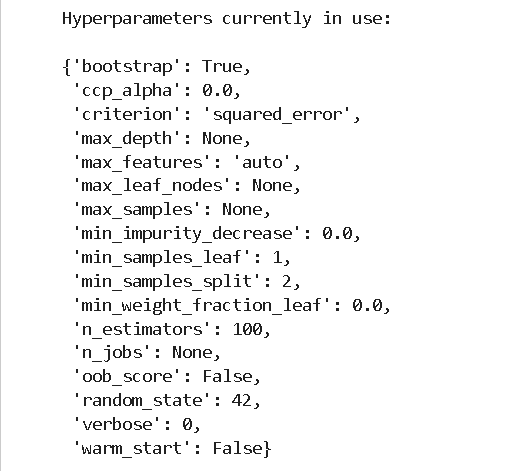 Hyperparameters currently in use:
{'bootstrap': True,
'ccp_alpha': 0.0,
'criterion': 'squared_error',
'max_depth': None,
'max_features': 'auto',
'max_leaf_nodes': None,
'max_samples': None,
'min_impurity_decrease': 0.0,
'min_samples_leaf': 1,
'min_samples_split': 2,
'min_weight_fraction_leaf': 0.0,
'n_estimators': 100,
'n_jobs': None,
'oob_score': False,
'random_state': 42,
'verbose': 0,
'warm_start': False}